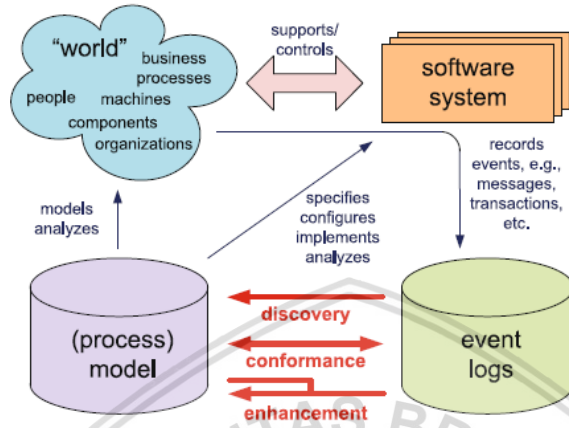 “world”
business
processes
people
machines
components
organizations
supports/
controls
software
system
records
events, e.g.,
messages,
transactions,
etc.
models
analyzes
specifies
configures
implements
analyzes
(process)
model
discovery
conformance
enhancement
event
logs